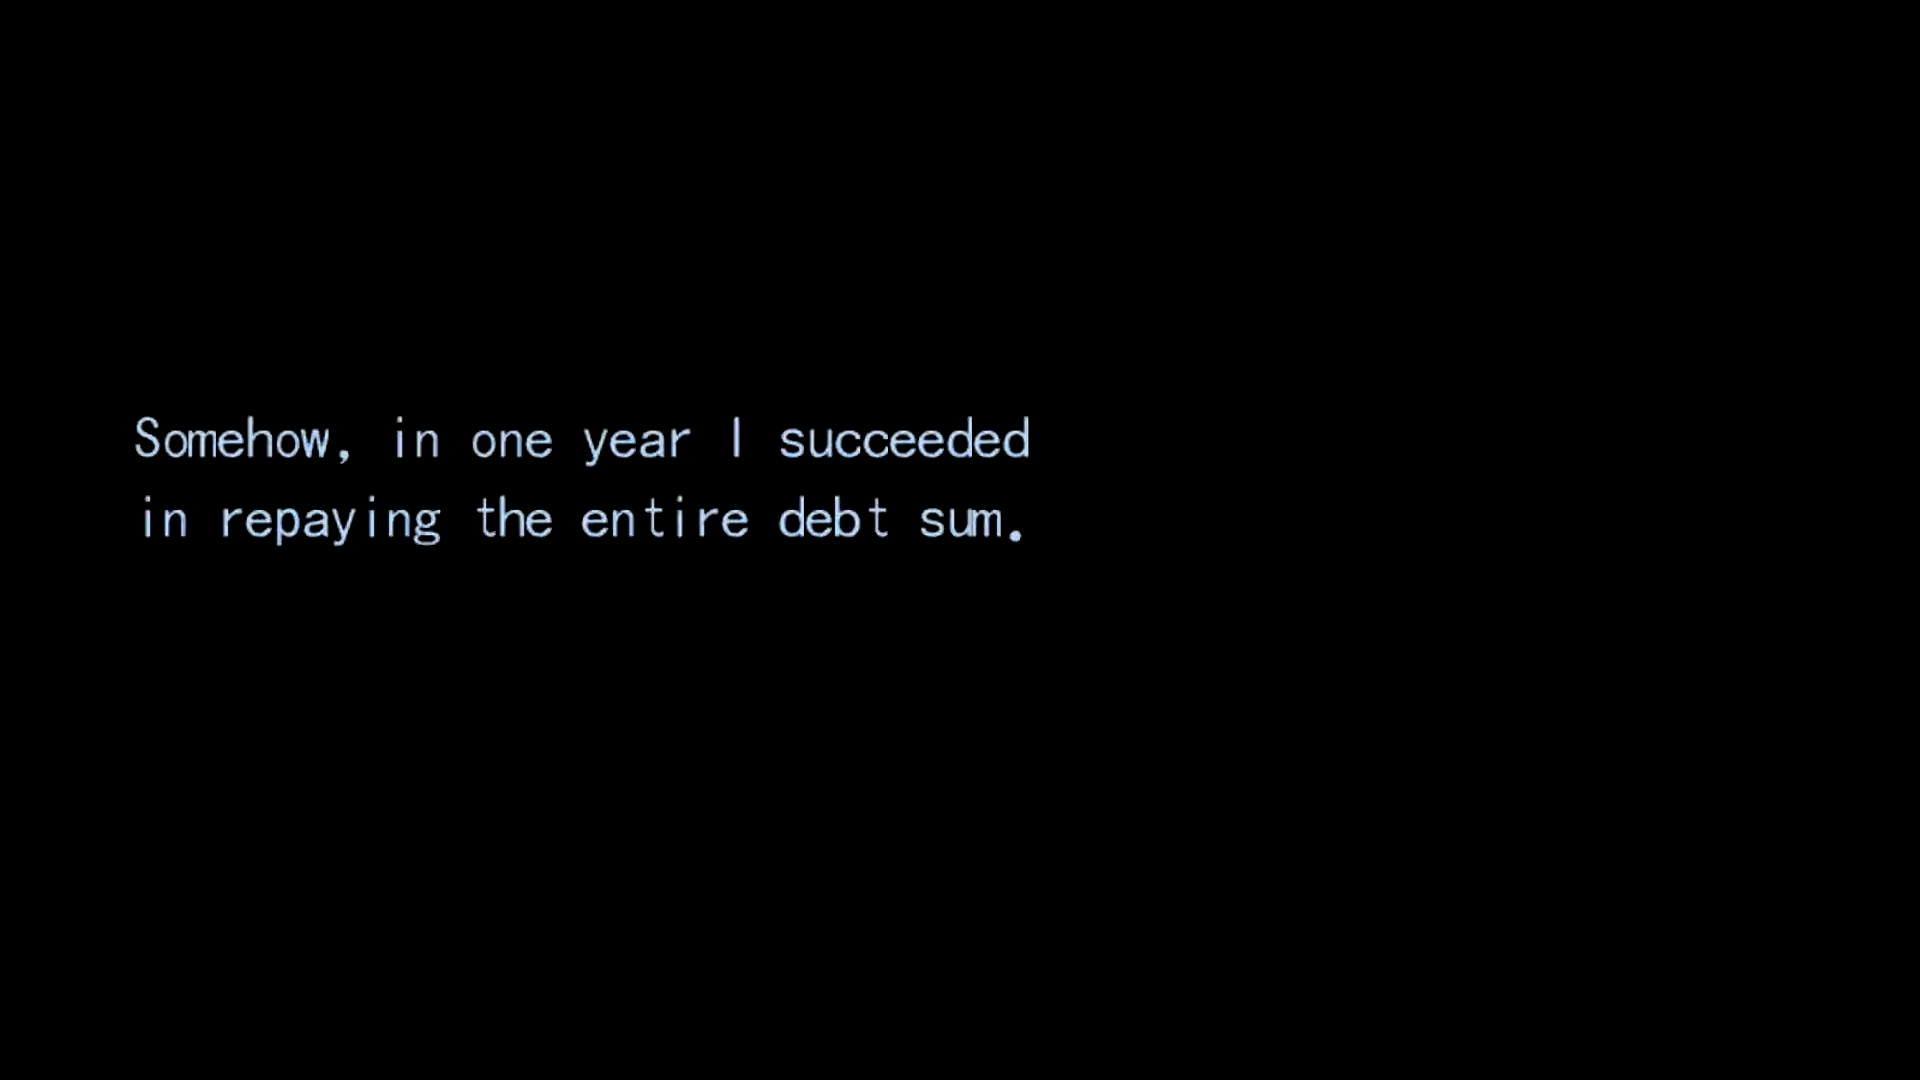 Somehow, in one year I succeeded
in repaying the entire debt sum.